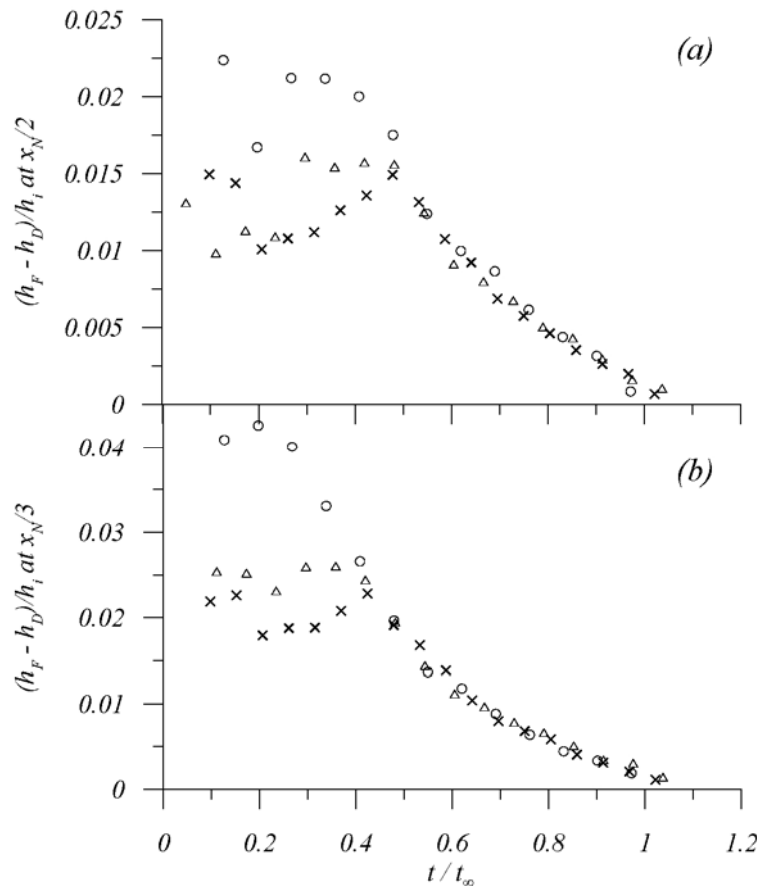 0.025
(a)
0.02
0.015
0.01
0.005
0
(h_F - h_D)/h_i at x_N/2
0.04
(b)
0.03
0.02
0.01
0
(h_F - h_D)/h_i at x_N/3
0 0.2 0.4 0.6 0.8 1 1.2
t / t_∞